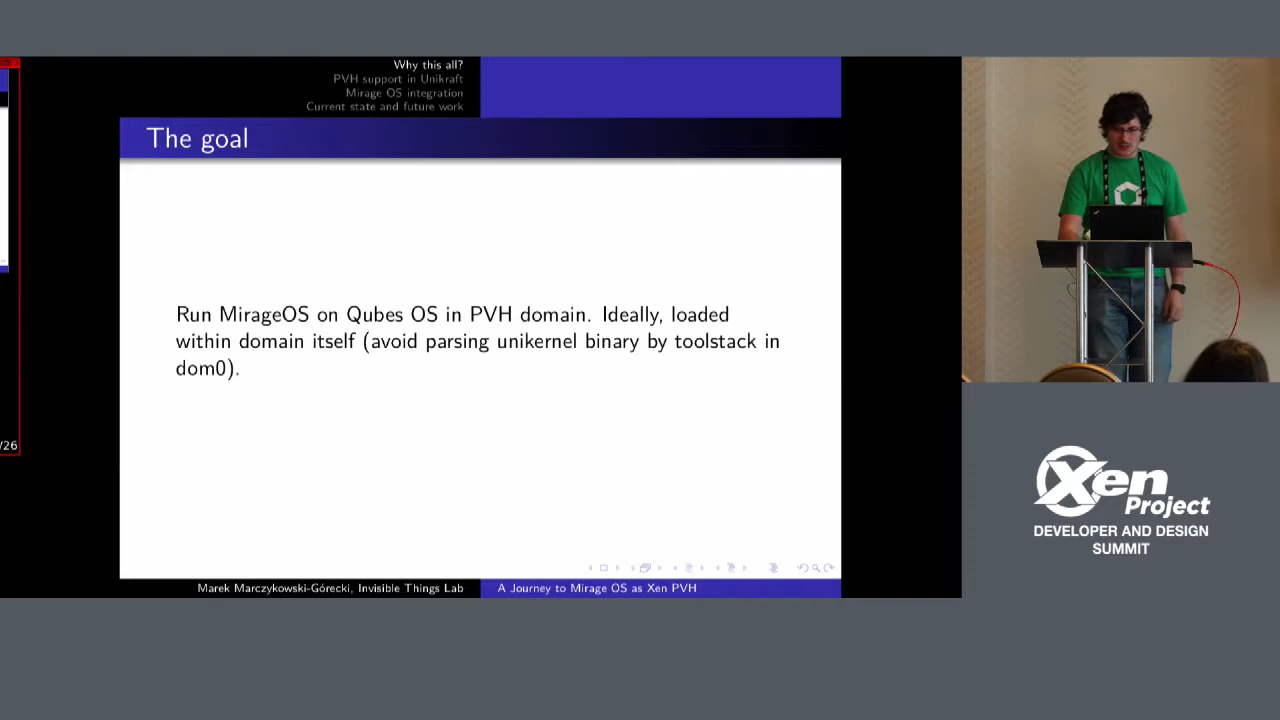 Why this all?
PVH support in Unikraft
Mirage OS integration
Current state and future work
The goal
Run MirageOS on Qubes OS in PVH domain. Ideally, loaded
within domain itself (avoid parsing unikernel binary by toolstack in
dom0).
/26
Marek Marczykowski-Górecki, Invisible Things Lab
A Journey to Mirage OS as Xen PVH
Xen
Project
DEVELOPER AND DESIGN
SUMMIT